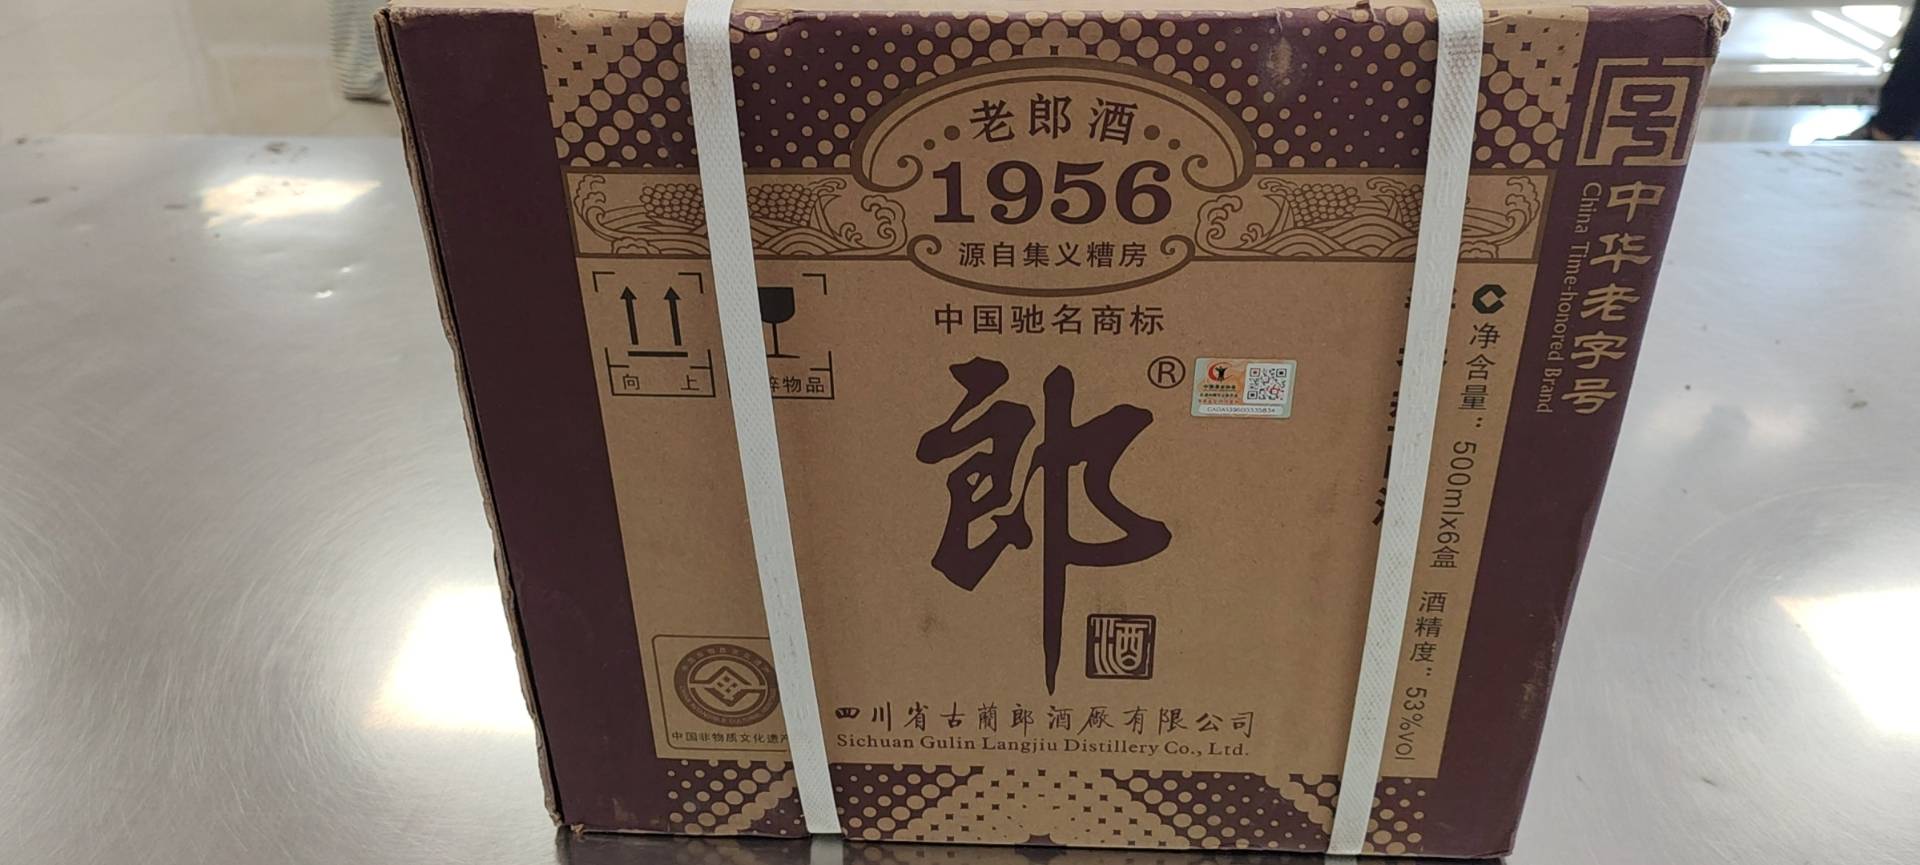 老郎酒
1956
源自集义糟房
中国驰名商标
向上
物品
郎
®
酒
四川省古蔺郎酒厂有限公司
Sichuan Gulin Langjiu Distillery Co., Ltd.
中国非物质文化遗产
净含量：500ml×6盒 酒精度：53%vol
号
中华老字号
China Time-honored Brand